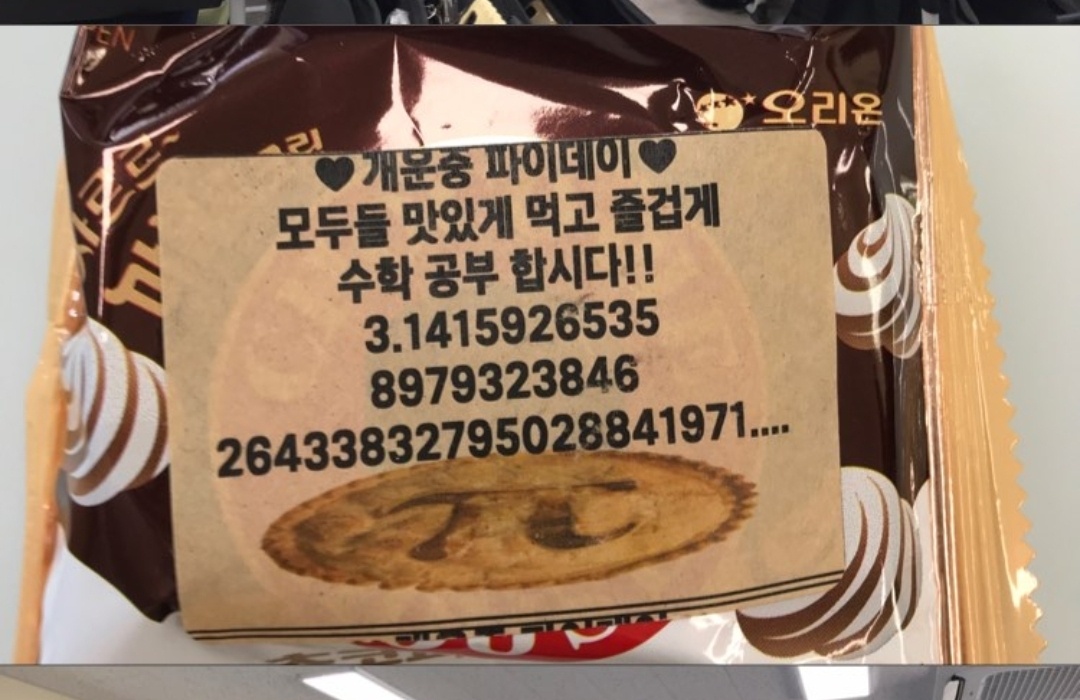 오리온
♥개운중 파이데이♥
모두들 맛있게 먹고 즐겁게
수학 공부 합시다!!
3.1415926535
8979323846
26433832795028841971....
π